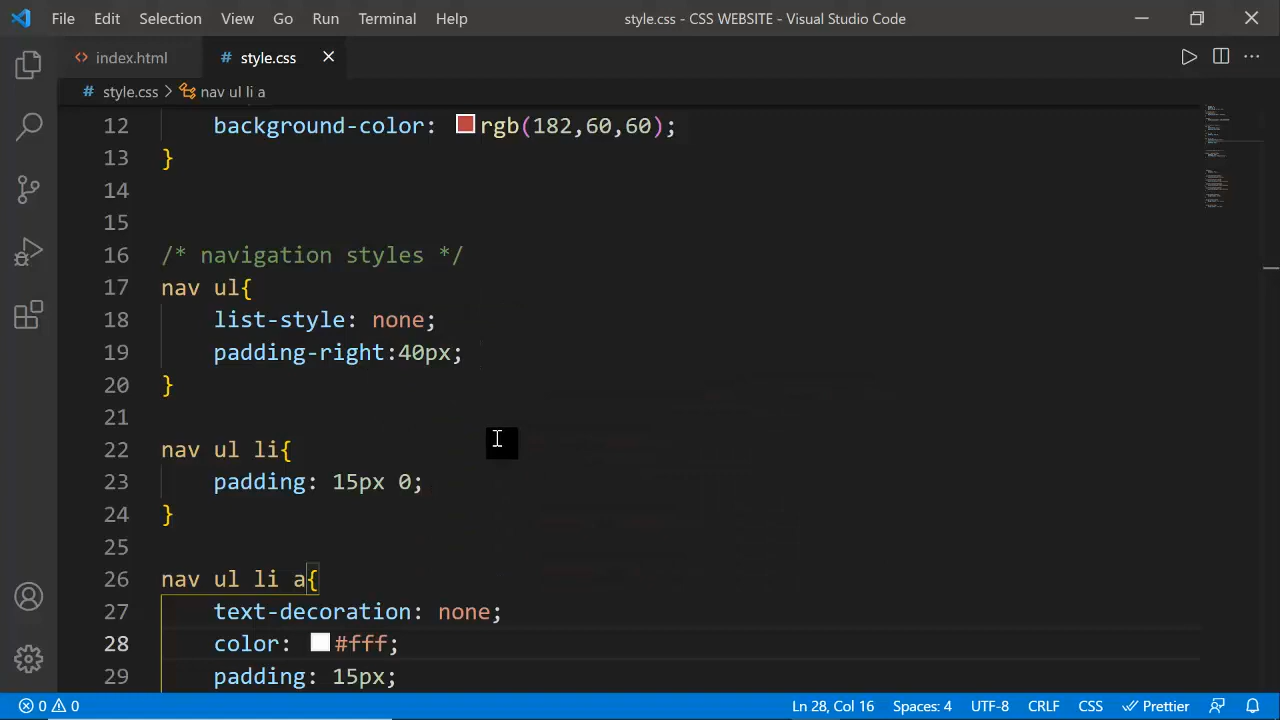 File Edit Selection View Go Run Terminal Help style.css - CSS WEBSITE - Visual Studio Code
index.html # style.css
# style.css nav ul li a
12 background-color: rgb(182,60,60);
13 }
14
15
16 /* navigation styles */
17 nav ul{
18 list-style: none;
19 padding-right:40px;
20 }
21
22 nav ul li{
23 padding: 15px 0;
24 }
25
26 nav ul li a{
27 text-decoration: none;
28 color: #fff;
29 padding: 15px;
0 0 Ln 28, Col 16 Spaces: 4 UTF-8 CRLF CSS Prettier